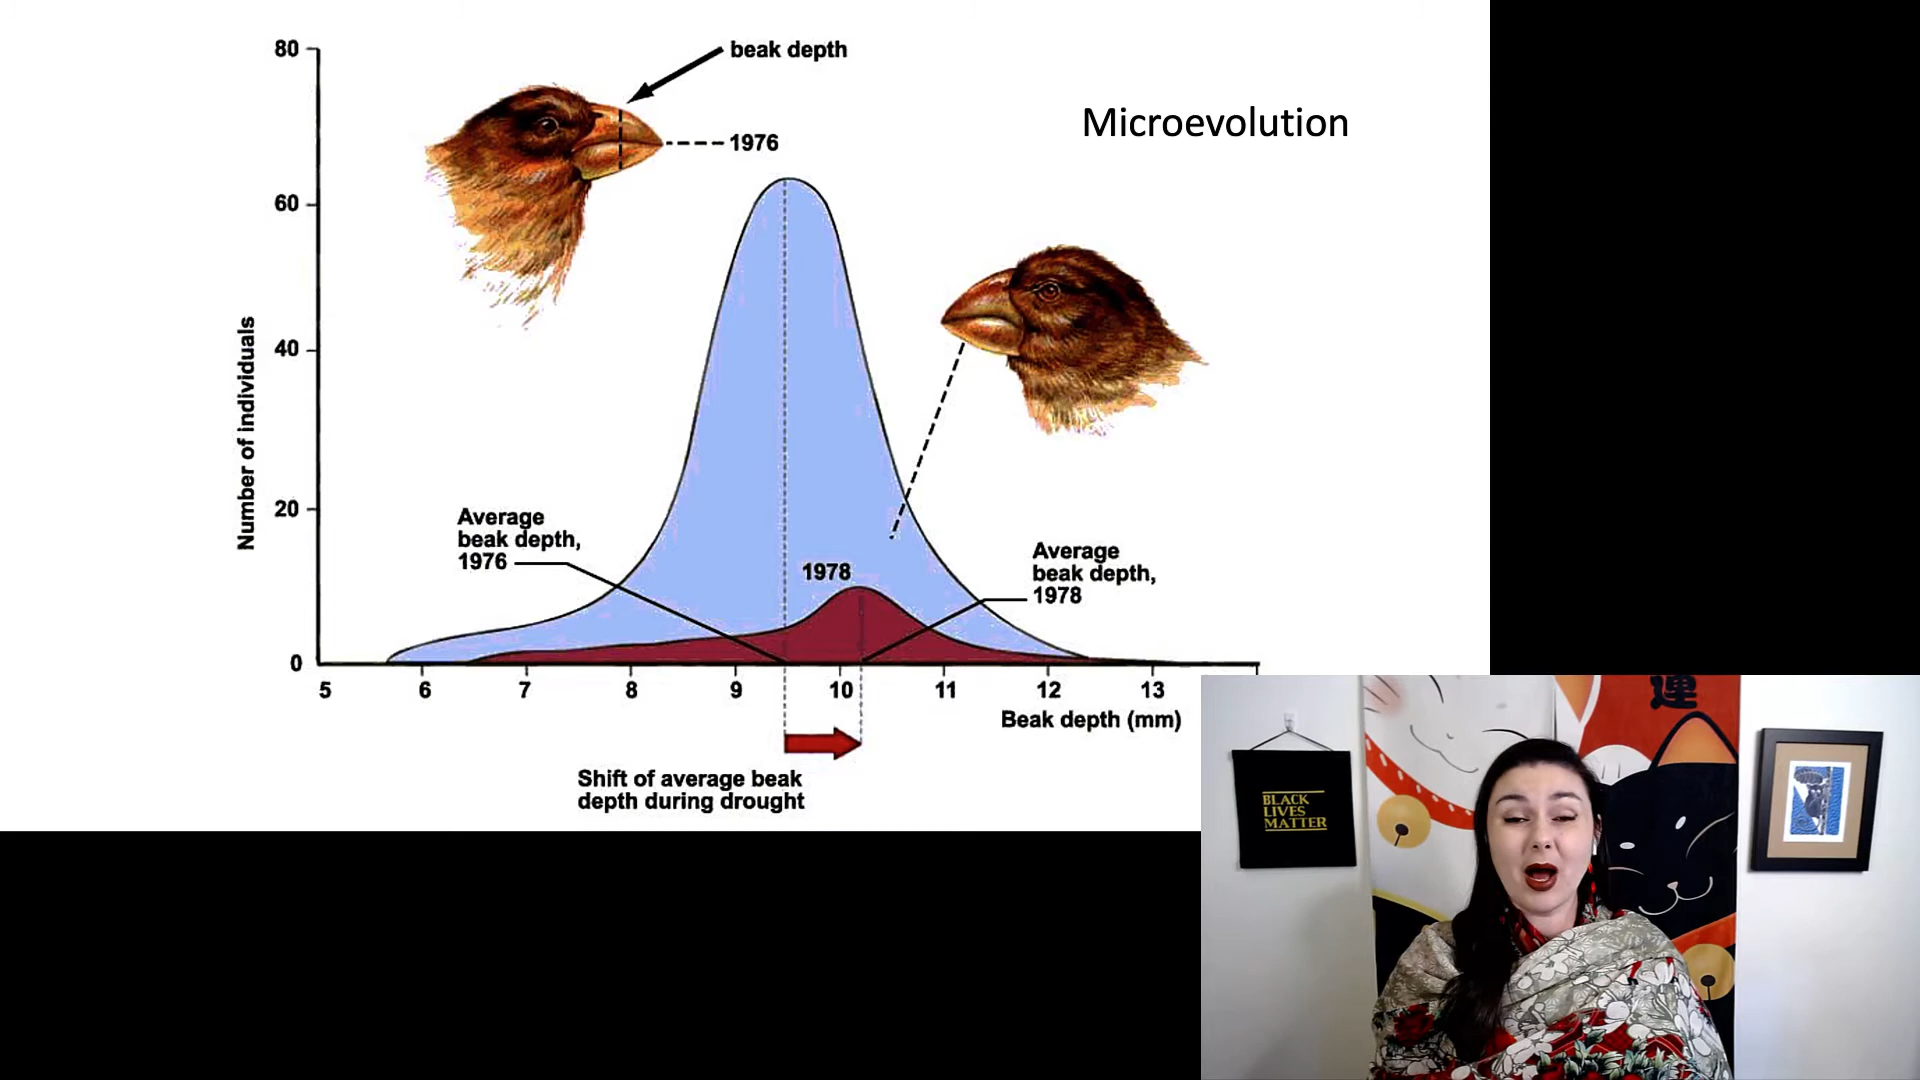 80
beak depth
Microevolution
1976
60
40
Number of individuals
20
Average
beak depth,
1976
1978
Average
beak depth,
1978
0
5 6 7 8 9 10 11 12 13
Beak depth (mm)
Shift of average beak
depth during drought
運
BLACK
LIVES
MATTER